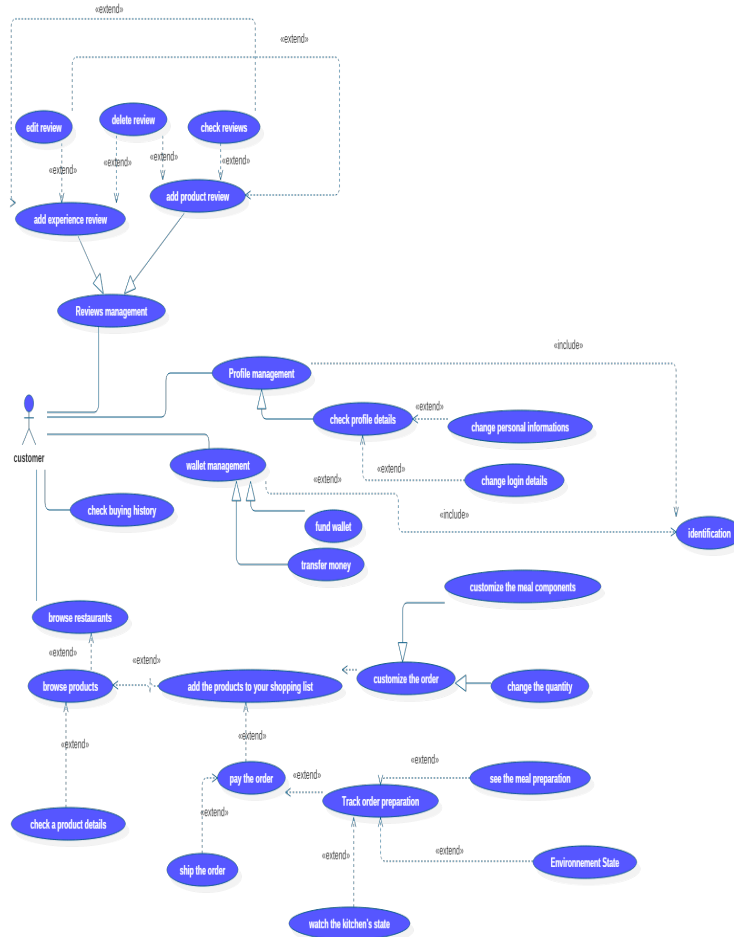 «extend»
«extend»
edit review
delete review
check reviews
«extend»
«extend»
«extend»
«extend»
add product review
add experience review
Reviews management
«include»
Profile management
«extend»
check profile details
change personal informations
customer
wallet management
«extend»
change login details
«extend»
check buying history
«include»
fund wallet
identification
transfer money
customize the meal components
browse restaurants
«extend»
«extend»
browse products
add the products to your shopping list
customize the order
change the quantity
«extend»
«extend»
«extend»
«extend»
pay the order
see the meal preparation
Track order preparation
«extend»
check a product details
«extend»
«extend»
ship the order
Environnement State
watch the kitchen's state